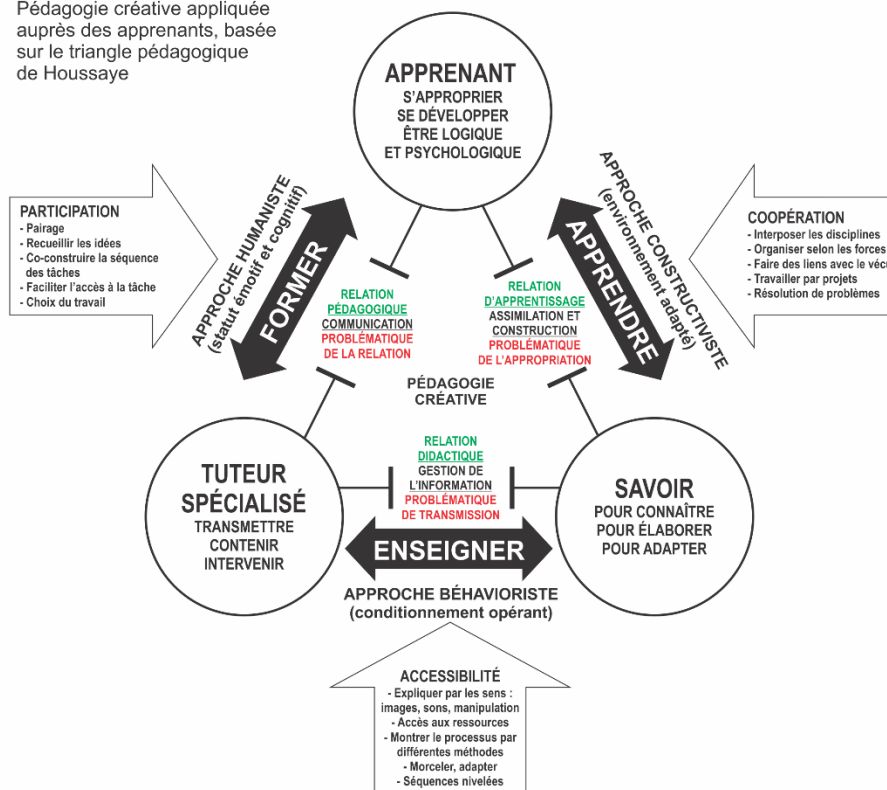 Pédagogie créative appliquée
auprès des apprenants, basée
sur le triangle pédagogique
de Houssaye
APPRENANT
S'APPROPRIER
SE DÉVELOPPER
ÊTRE LOGIQUE
ET PSYCHOLOGIQUE
PARTICIPATION
- Pairage
- Recueillir les idées
- Co-construire la séquence
des tâches
- Faciliter l'accès à la tâche
- Choix du travail
APPROCHE HUMANISTE
(statut émotif et cognitif)
FORMER
APPRENDRE
APPROCHE CONSTRUCTIVISTE
(environnement adapté)
COOPÉRATION
- Interposer les disciplines
- Organiser selon les forces
- Faire des liens avec le vécu
- Travailler par projets
- Résolution de problèmes
RELATION
PÉDAGOGIQUE
COMMUNICATION
PROBLÉMATIQUE
DE LA RELATION
RELATION
D'APPRENTISSAGE
ASSIMILATION ET
CONSTRUCTION
PROBLÉMATIQUE
DE L'APPROPRIATION
PÉDAGOGIE
CRÉATIVE
RELATION
DIDACTIQUE
GESTION DE
L'INFORMATION
PROBLÉMATIQUE
DE TRANSMISSION
TUTEUR
SPÉCIALISÉ
TRANSMETTRE
CONTENIR
INTERVENIR
SAVOIR
POUR CONNAÎTRE
POUR ÉLABORER
POUR ADAPTER
ENSEIGNER
APPROCHE BÉHAVIORISTE
(conditionnement opérant)
ACCESSIBILITÉ
- Expliquer par les sens :
images, sons, manipulation
- Accès aux ressources
- Montrer le processus par
différentes méthodes
- Morceler, adapter
- Séquences nivelées